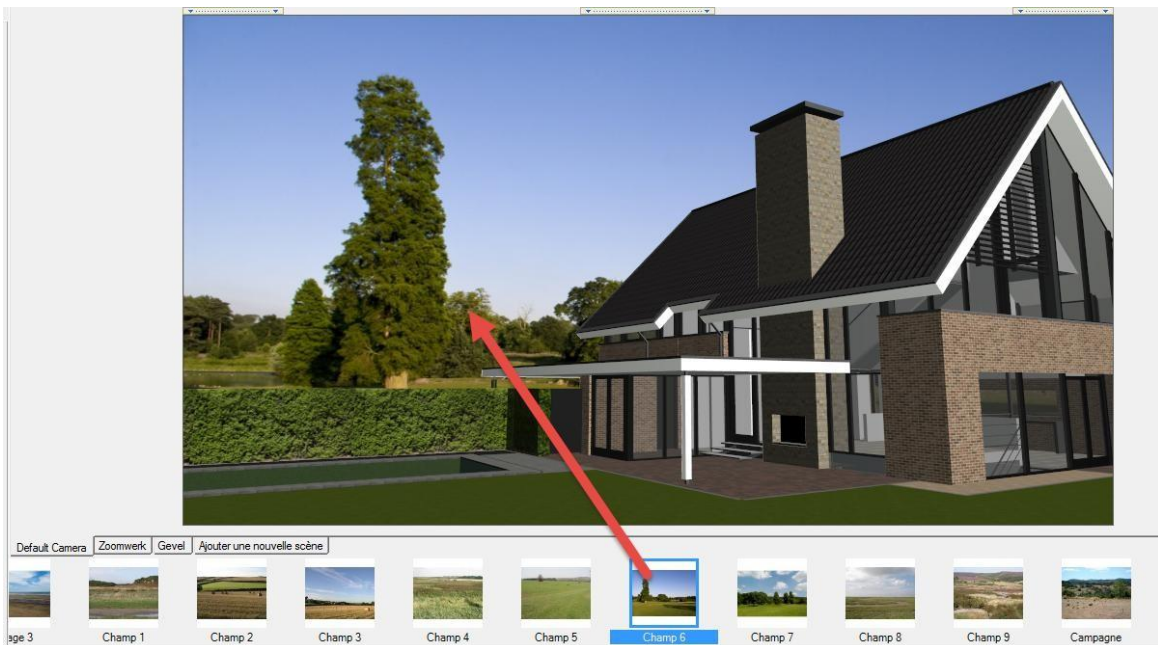 Default Camera Zoomwerk Gevel Ajouter une nouvelle scène
age 3 Champ 1 Champ 2 Champ 3 Champ 4 Champ 5 Champ 6 Champ 7 Champ 8 Champ 9 Campagne